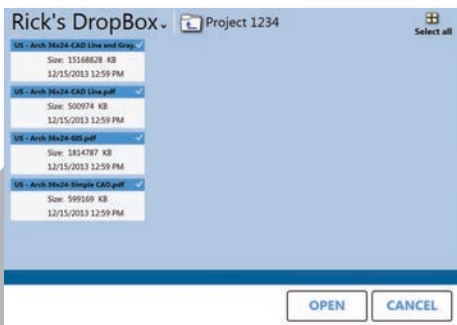 Rick's DropBox
Project 1234
Select all
US - Arch 36x24-CAD Line and Gray
Size: 15168828 KB
12/15/2013 12:59 PM
US - Arch 36x24-CAD Line.pdf
Size: 500974 KB
12/15/2013 12:59 PM
US - Arch 36x24-GIS.pdf
Size: 1814787 KB
12/15/2013 12:59 PM
US - Arch 36x24-Simple CAD.pdf
Size: 599169 KB
12/15/2013 12:59 PM
OPEN
CANCEL